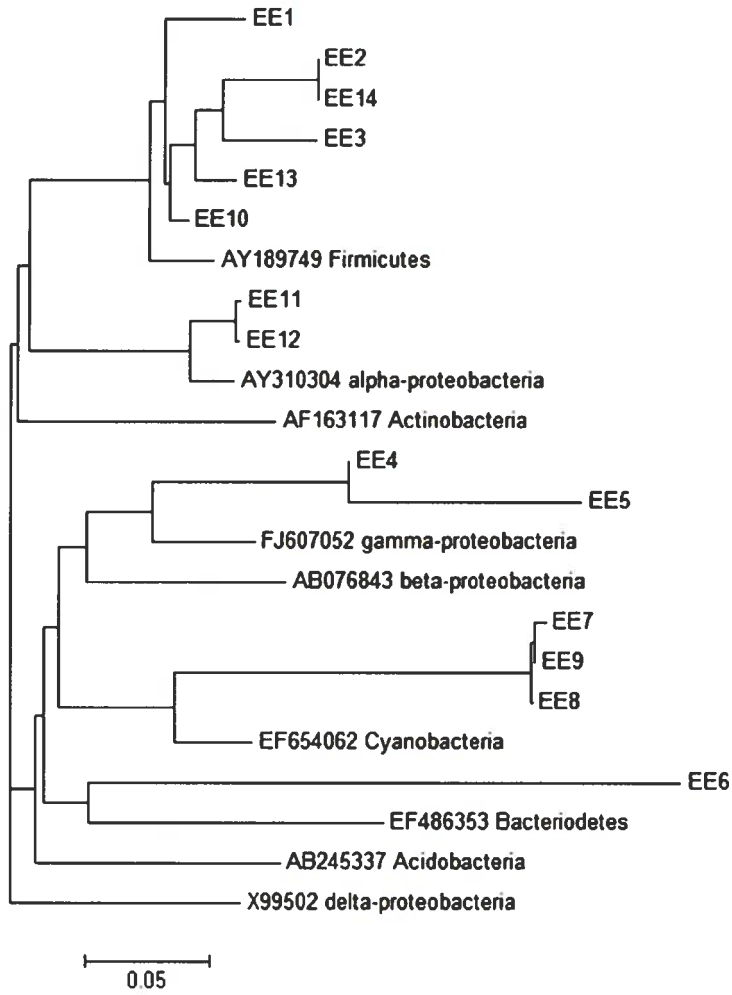 EE1
EE2
EE14
EE3
EE13
EE10
AY189749 Firmicutes
EE11
EE12
AY310304 alpha-proteobacteria
AF163117 Actinobacteria
EE4
EE5
FJ607052 gamma-proteobacteria
AB076843 beta-proteobacteria
EE7
EE9
EE8
EF654062 Cyanobacteria
EE6
EF486353 Bacteriodetes
AB245337 Acidobacteria
X99502 delta-proteobacteria
0.05